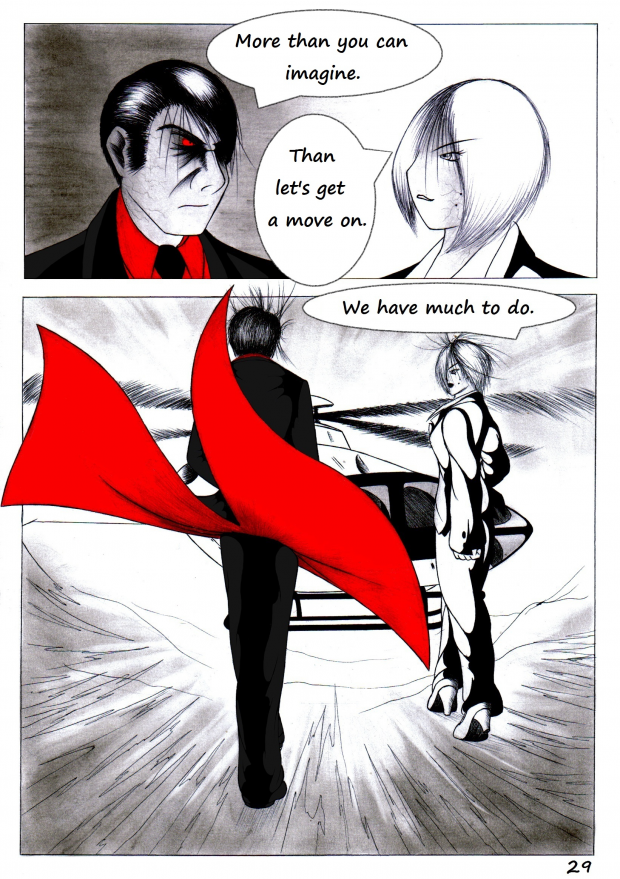 More than you can
imagine.
Than
let's get
a move on.
We have much to do.
29